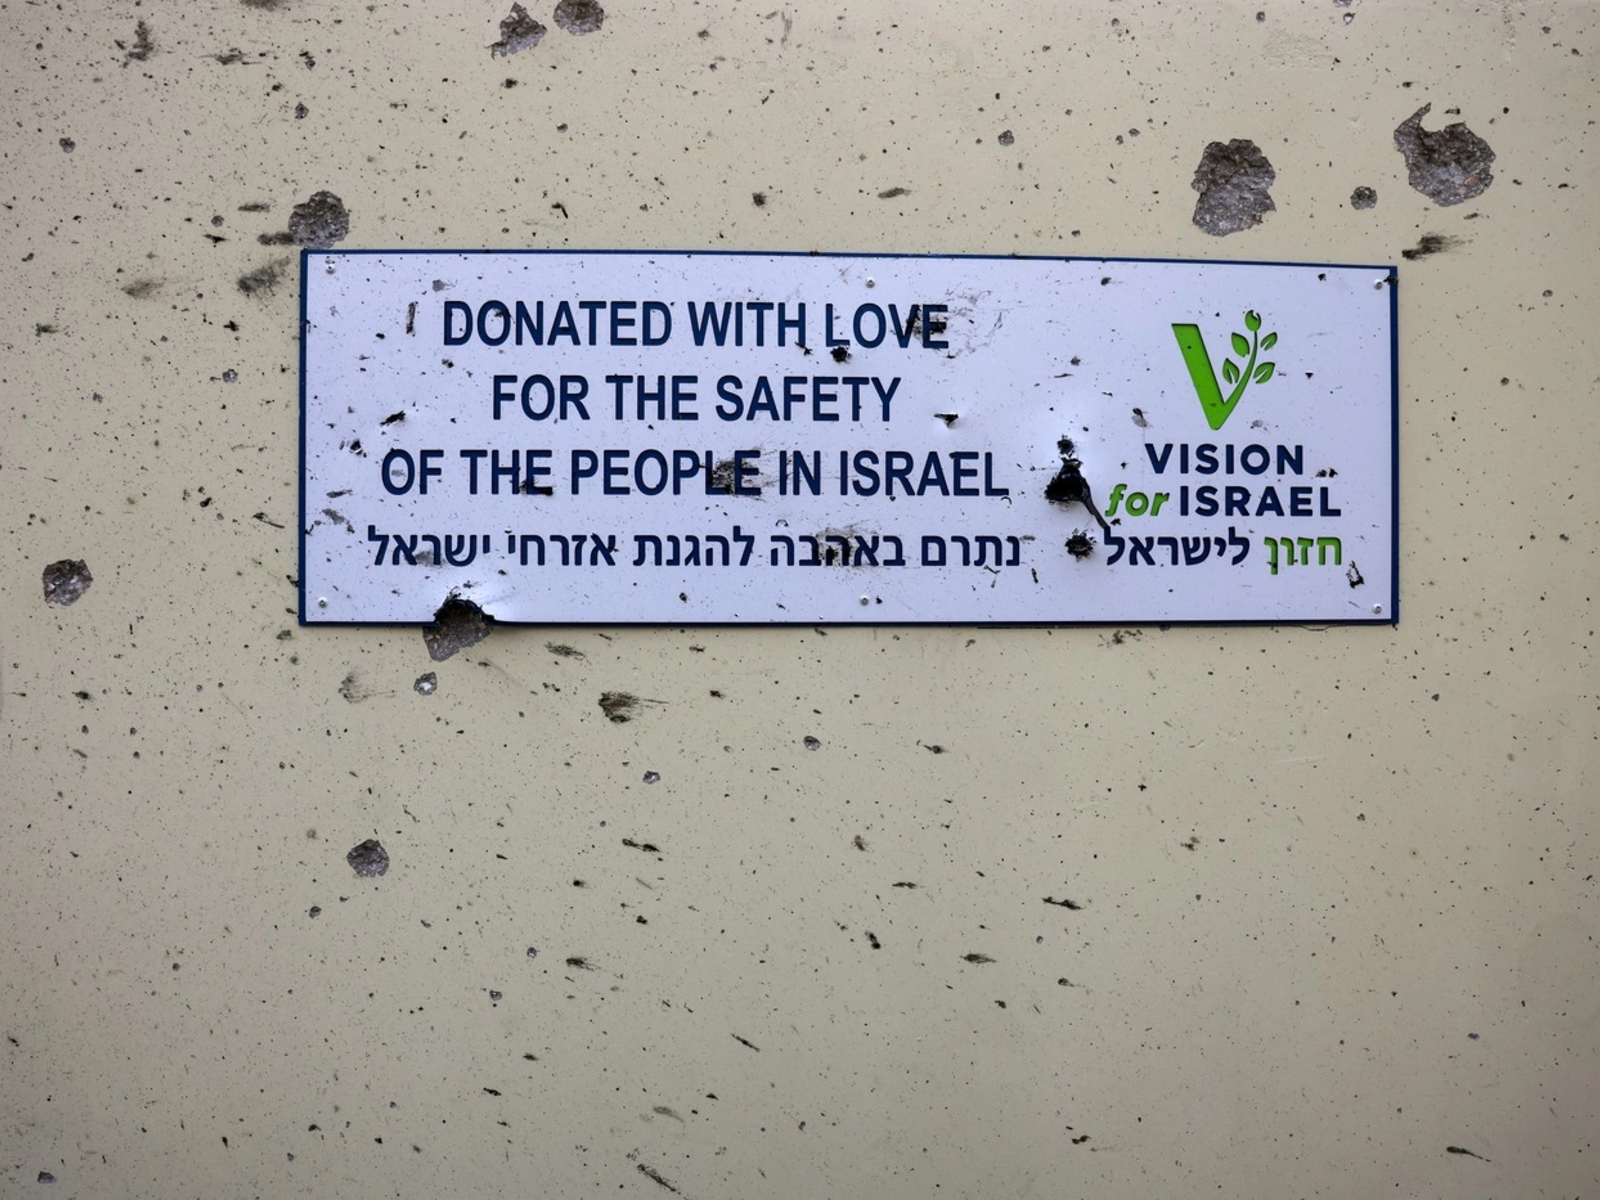 DONATED WITH LOVE
FOR THE SAFETY
OF THE PEOPLE IN ISRAEL
נתרם באהבה להגנת אזרחי ישראל
VISION
for ISRAEL
חזון לישראל